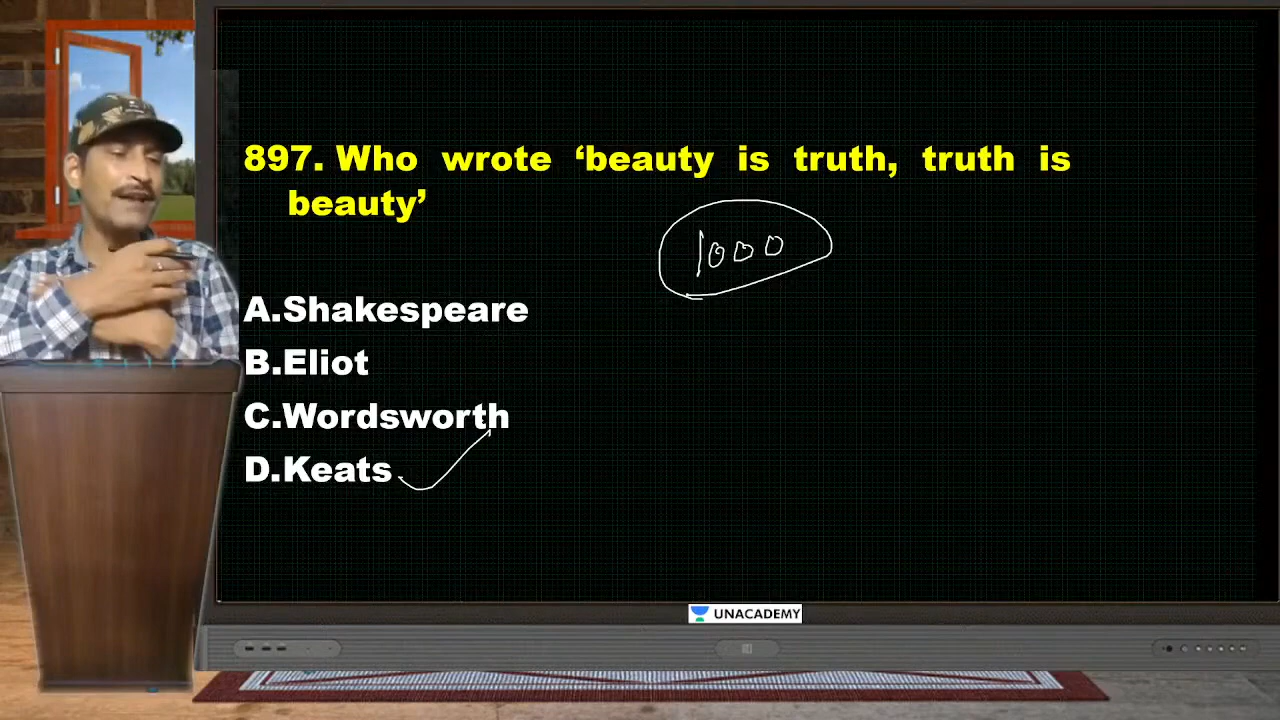 897. Who wrote ‘beauty is truth, truth is
beauty’
1000
A.Shakespeare
B.Eliot
C.Wordsworth
D.Keats
UNACADEMY